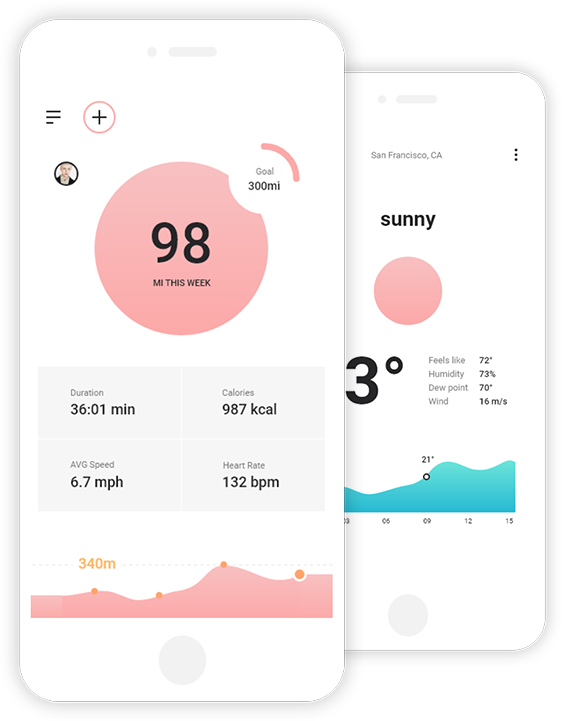 Goal
300mi
98
MI THIS WEEK
Duration
36:01 min
Calories
987 kcal
AVG Speed
6.7 mph
Heart Rate
132 bpm
340m
San Francisco, CA
sunny
3°
Feels like 72°
Humidity 73%
Dew point 70°
Wind 16 m/s
21°
03 06 09 12 15